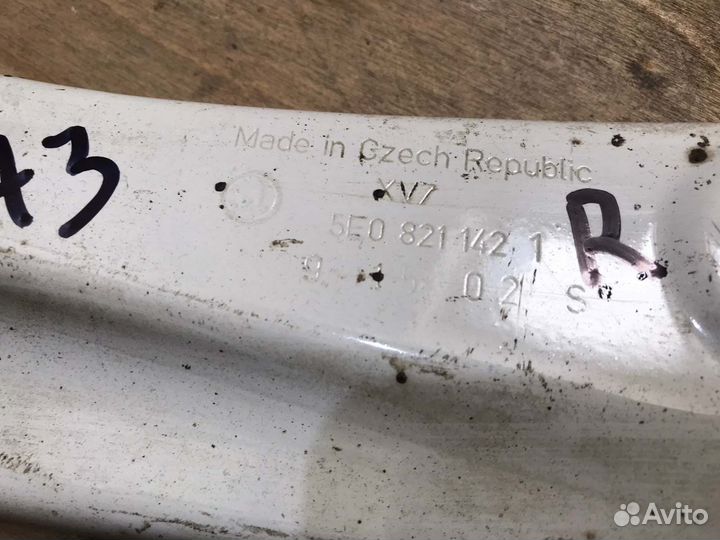 Made in Czech Republic
XV7
5E0 821 142 1
02 S
A3
R
Avito